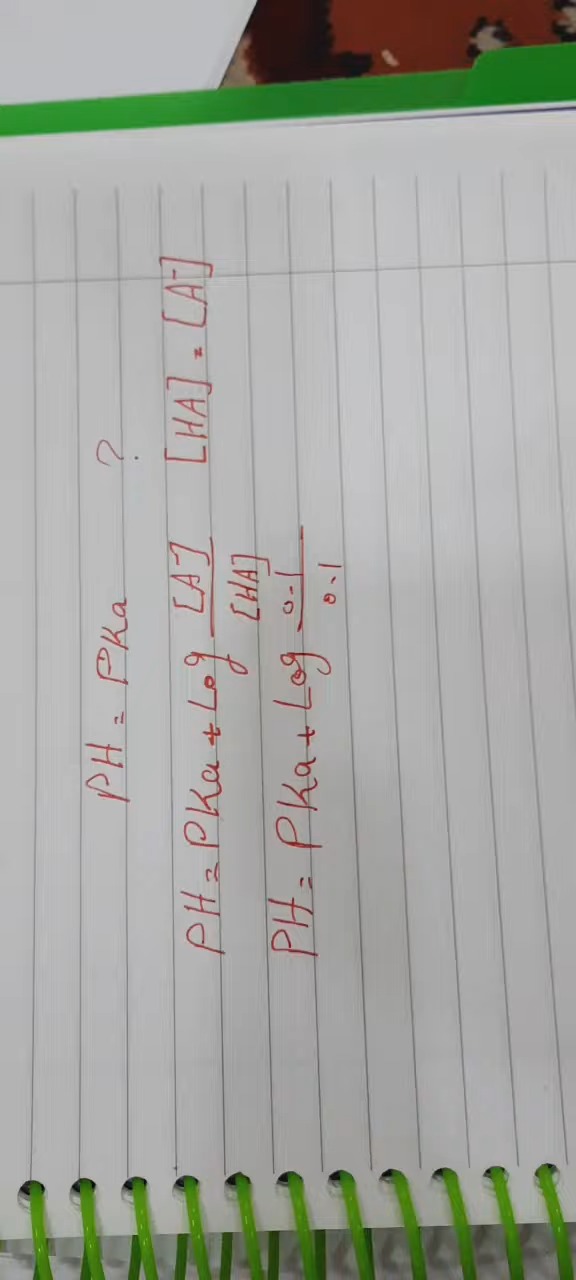 PH = PKa ?
PH = PKa + Log [A-]/[HA] [HA] = [A-]
PH = PKa + Log 0.1/0.1